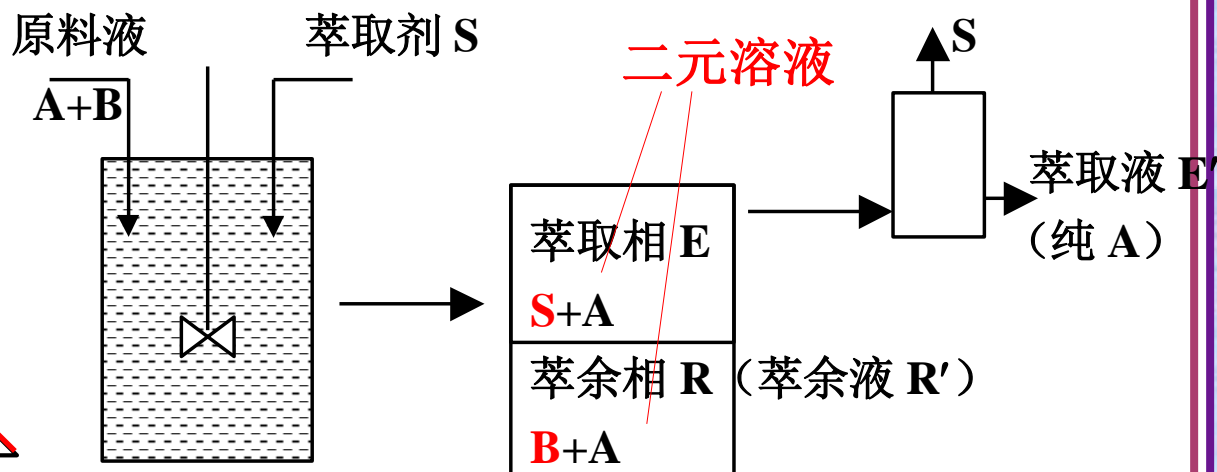 原料液
萃取剂 S
A+B
二元溶液
S
萃取液 E′
（纯 A）
萃取相 E
S+A
萃余相 R（萃余液 R′）
B+A